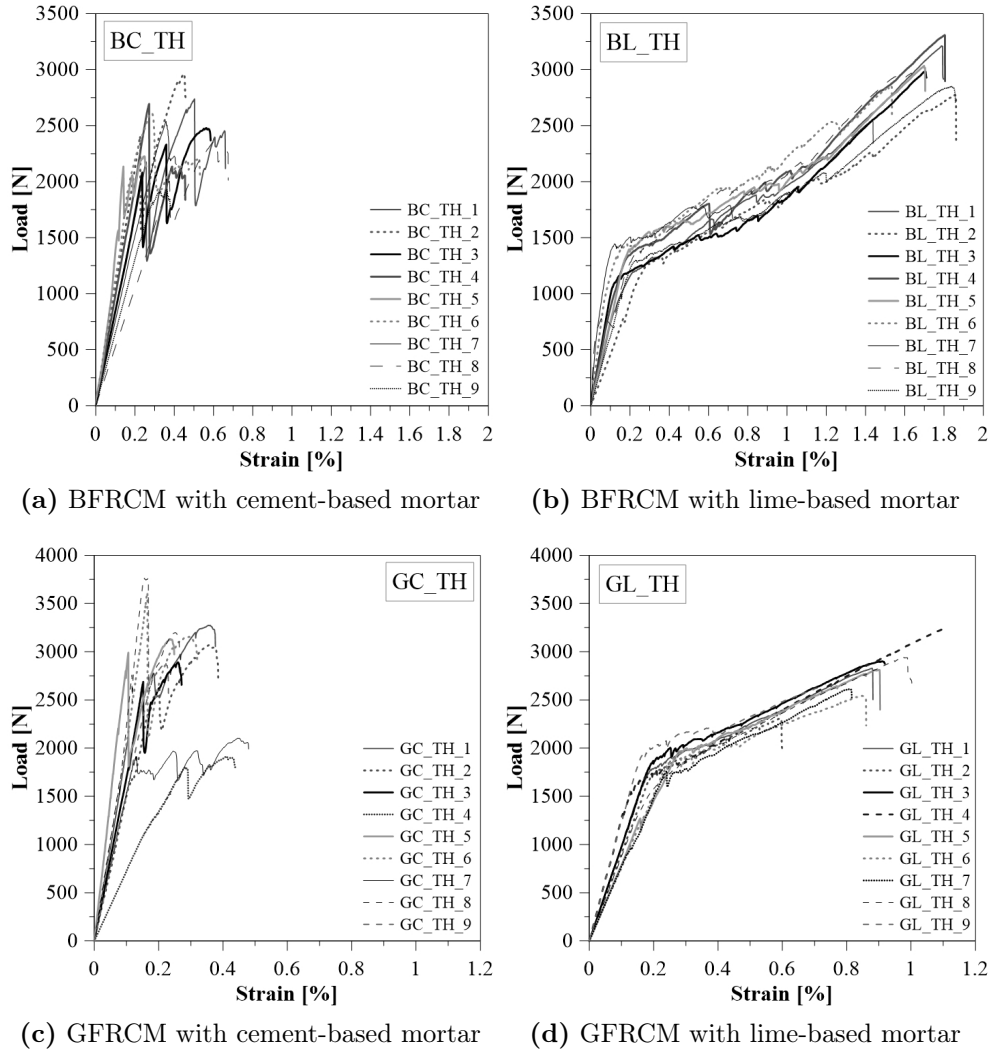 BC_TH
Load [N]
3500
3000
2500
2000
1500
1000
500
0
BC_TH_1
BC_TH_2
BC_TH_3
BC_TH_4
BC_TH_5
BC_TH_6
BC_TH_7
BC_TH_8
BC_TH_9
0 0.2 0.4 0.6 0.8 1 1.2 1.4 1.6 1.8 2
Strain [%]
(a) BFRCM with cement-based mortar
BL_TH
Load [N]
3500
3000
2500
2000
1500
1000
500
0
BL_TH_1
BL_TH_2
BL_TH_3
BL_TH_4
BL_TH_5
BL_TH_6
BL_TH_7
BL_TH_8
BL_TH_9
0 0.2 0.4 0.6 0.8 1 1.2 1.4 1.6 1.8 2
Strain [%]
(b) BFRCM with lime-based mortar
GC_TH
Load [N]
4000
3500
3000
2500
2000
1500
1000
500
0
GC_TH_1
GC_TH_2
GC_TH_3
GC_TH_4
GC_TH_5
GC_TH_6
GC_TH_7
GC_TH_8
GC_TH_9
0 0.2 0.4 0.6 0.8 1 1.2
Strain [%]
(c) GFRCM with cement-based mortar
GL_TH
Load [N]
4000
3500
3000
2500
2000
1500
1000
500
0
GL_TH_1
GL_TH_2
GL_TH_3
GL_TH_4
GL_TH_5
GL_TH_6
GL_TH_7
GL_TH_8
GL_TH_9
0 0.2 0.4 0.6 0.8 1 1.2
Strain [%]
(d) GFRCM with lime-based mortar